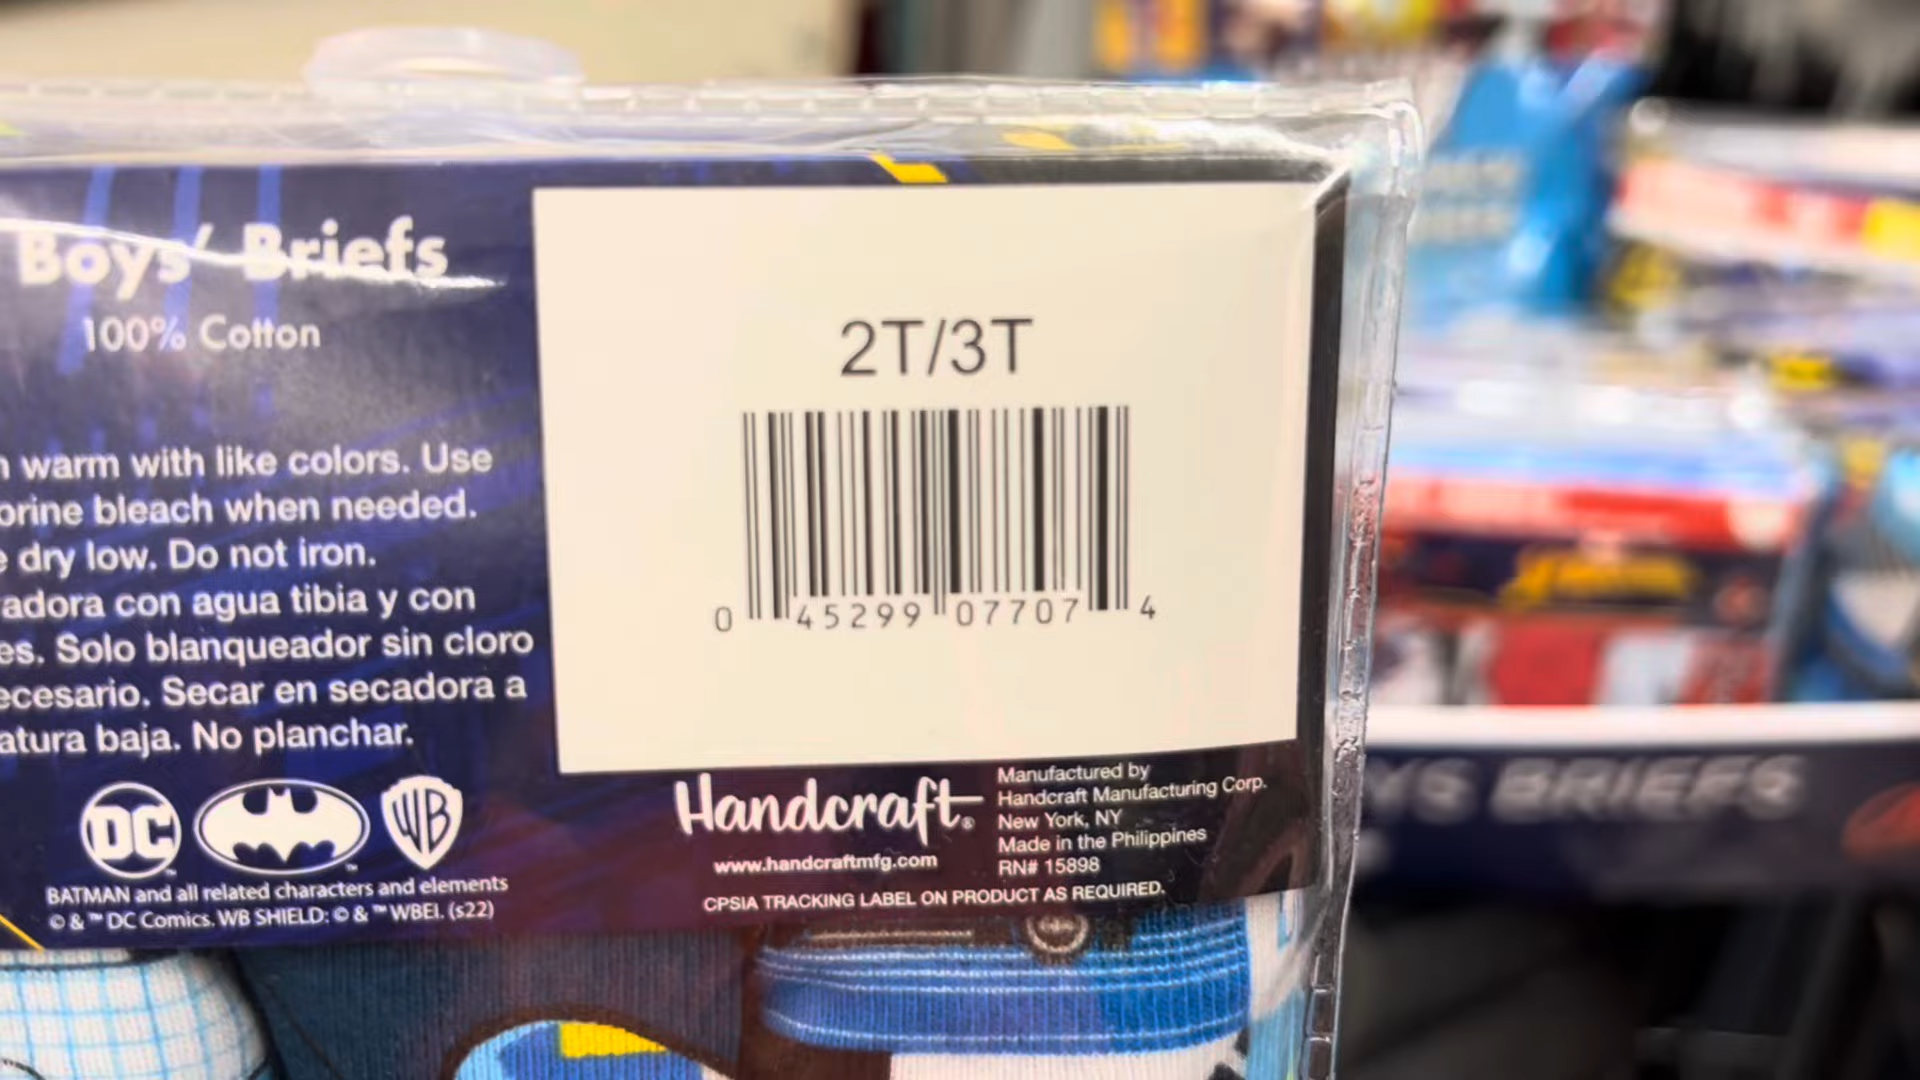 Boys' Briefs
100% Cotton
warm with like colors. Use
orine bleach when needed.
e dry low. Do not iron.
adora con agua tibia y con
es. Solo blanqueador sin cloro
ecesario. Secar en secadora a
atura baja. No planchar.
DC
WB
BATMAN and all related characters and elements
© & ™ DC Comics. WB SHIELD: © & ™ WBEI. (s22)
2T/3T
0 45299 07707 4
Handcraft®
www.handcraftmfg.com
Manufactured by
Handcraft Manufacturing Corp.
New York, NY
Made in the Philippines
RN# 15898
CPSIA TRACKING LABEL ON PRODUCT AS REQUIRED.
BRIEFS